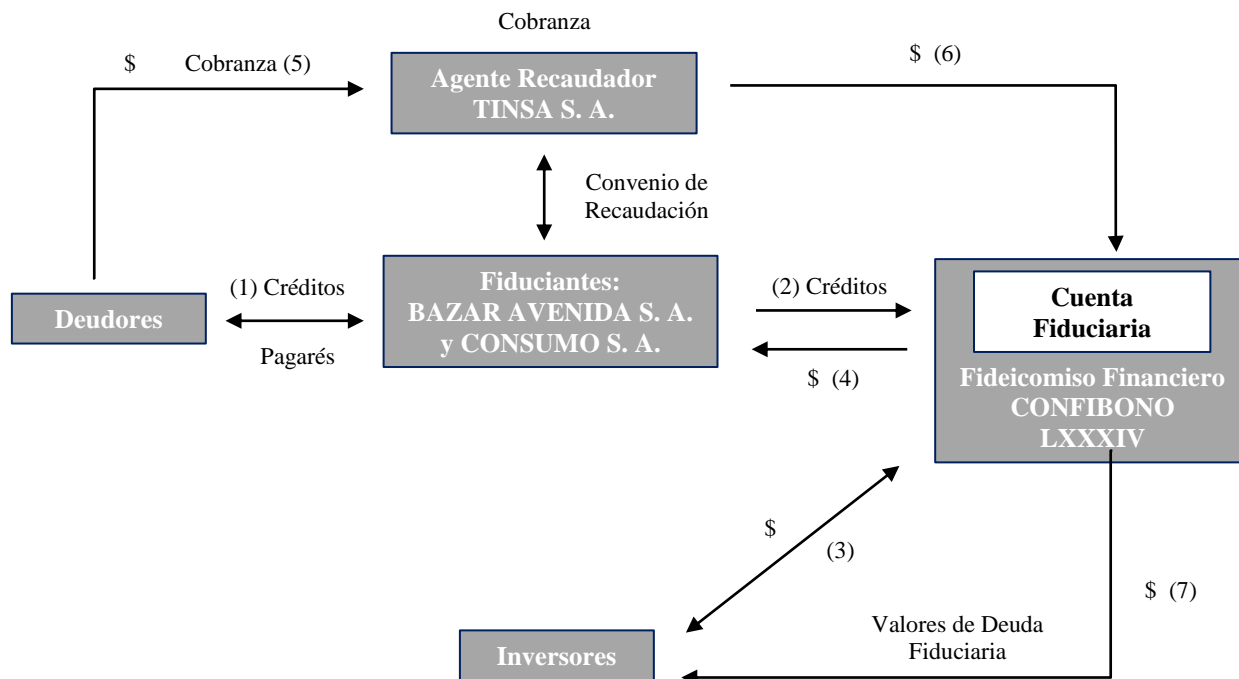 Cobranza
$ Cobranza (5)
$ (6)
Agente Recaudador
TINSA S. A.
Convenio de
Recaudación
Deudores
(1) Créditos
Pagarés
Fiduciantes:
BAZAR AVENIDA S. A.
y CONSUMO S. A.
(2) Créditos
$ (4)
Cuenta
Fiduciaria
Fideicomiso Financiero
CONFIBONO
LXXXIV
$
(3)
$ (7)
Valores de Deuda
Fiduciaria
Inversores